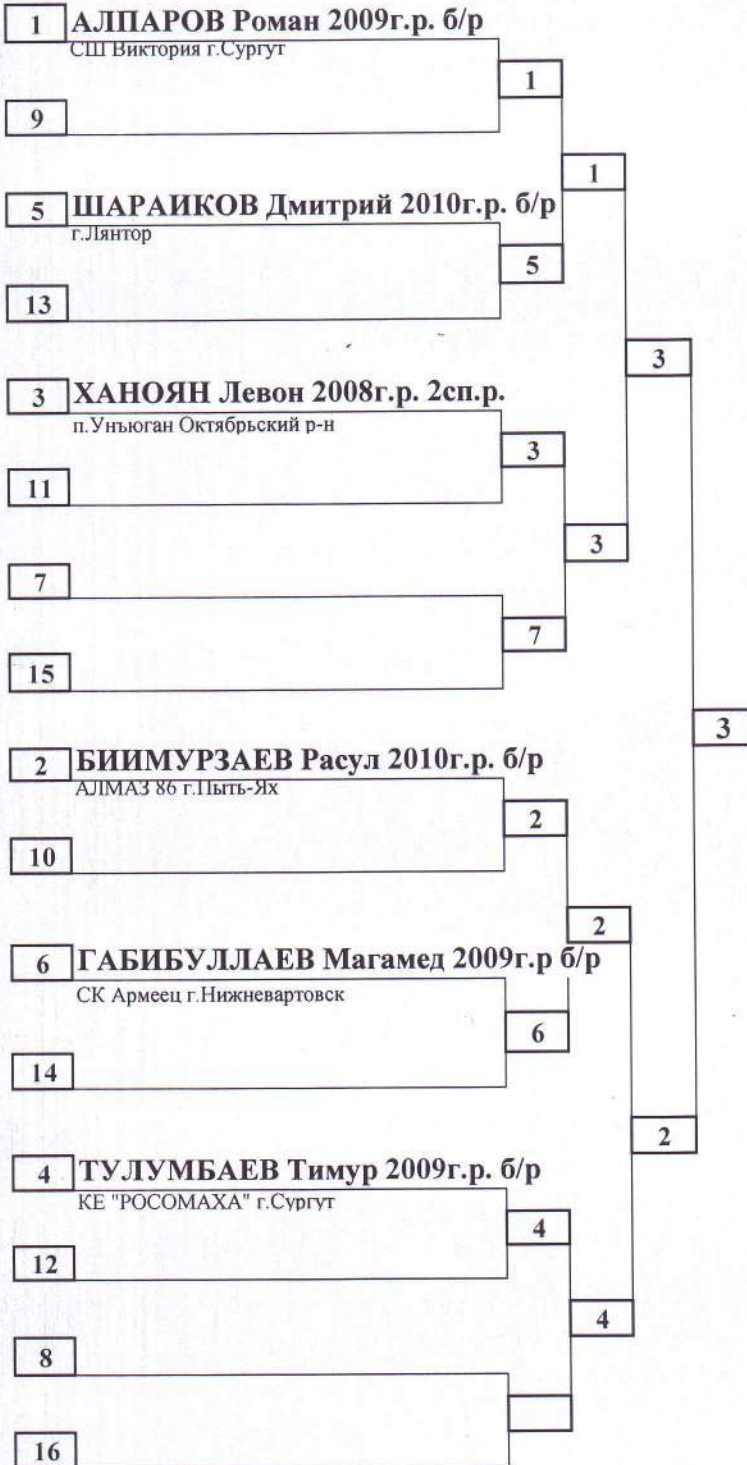 1 АЛПАРОВ Роман 2009г.р. б/р
СШ Виктория г.Сургут
1
9
1
5 ШАРАИКОВ Дмитрий 2010г.р. б/р
г.Лянтор
5
13
3
3 ХАНОЯН Левон 2008г.р. 2сп.р.
п.Унъюган Октябрьский р-н
3
11
3
7
7
15
3
2 БИИМУРЗАЕВ Расул 2010г.р. б/р
АЛМАЗ 86 г.Пыть-Ях
2
10
2
6 ГАБИБУЛЛАЕВ Магамед 2009г.р б/р
СК Армеец г.Нижневартовск
6
14
2
4 ТУЛУМБАЕВ Тимур 2009г.р. б/р
КЕ "РОСОМАХА" г.Сургут
4
12
4
8
16